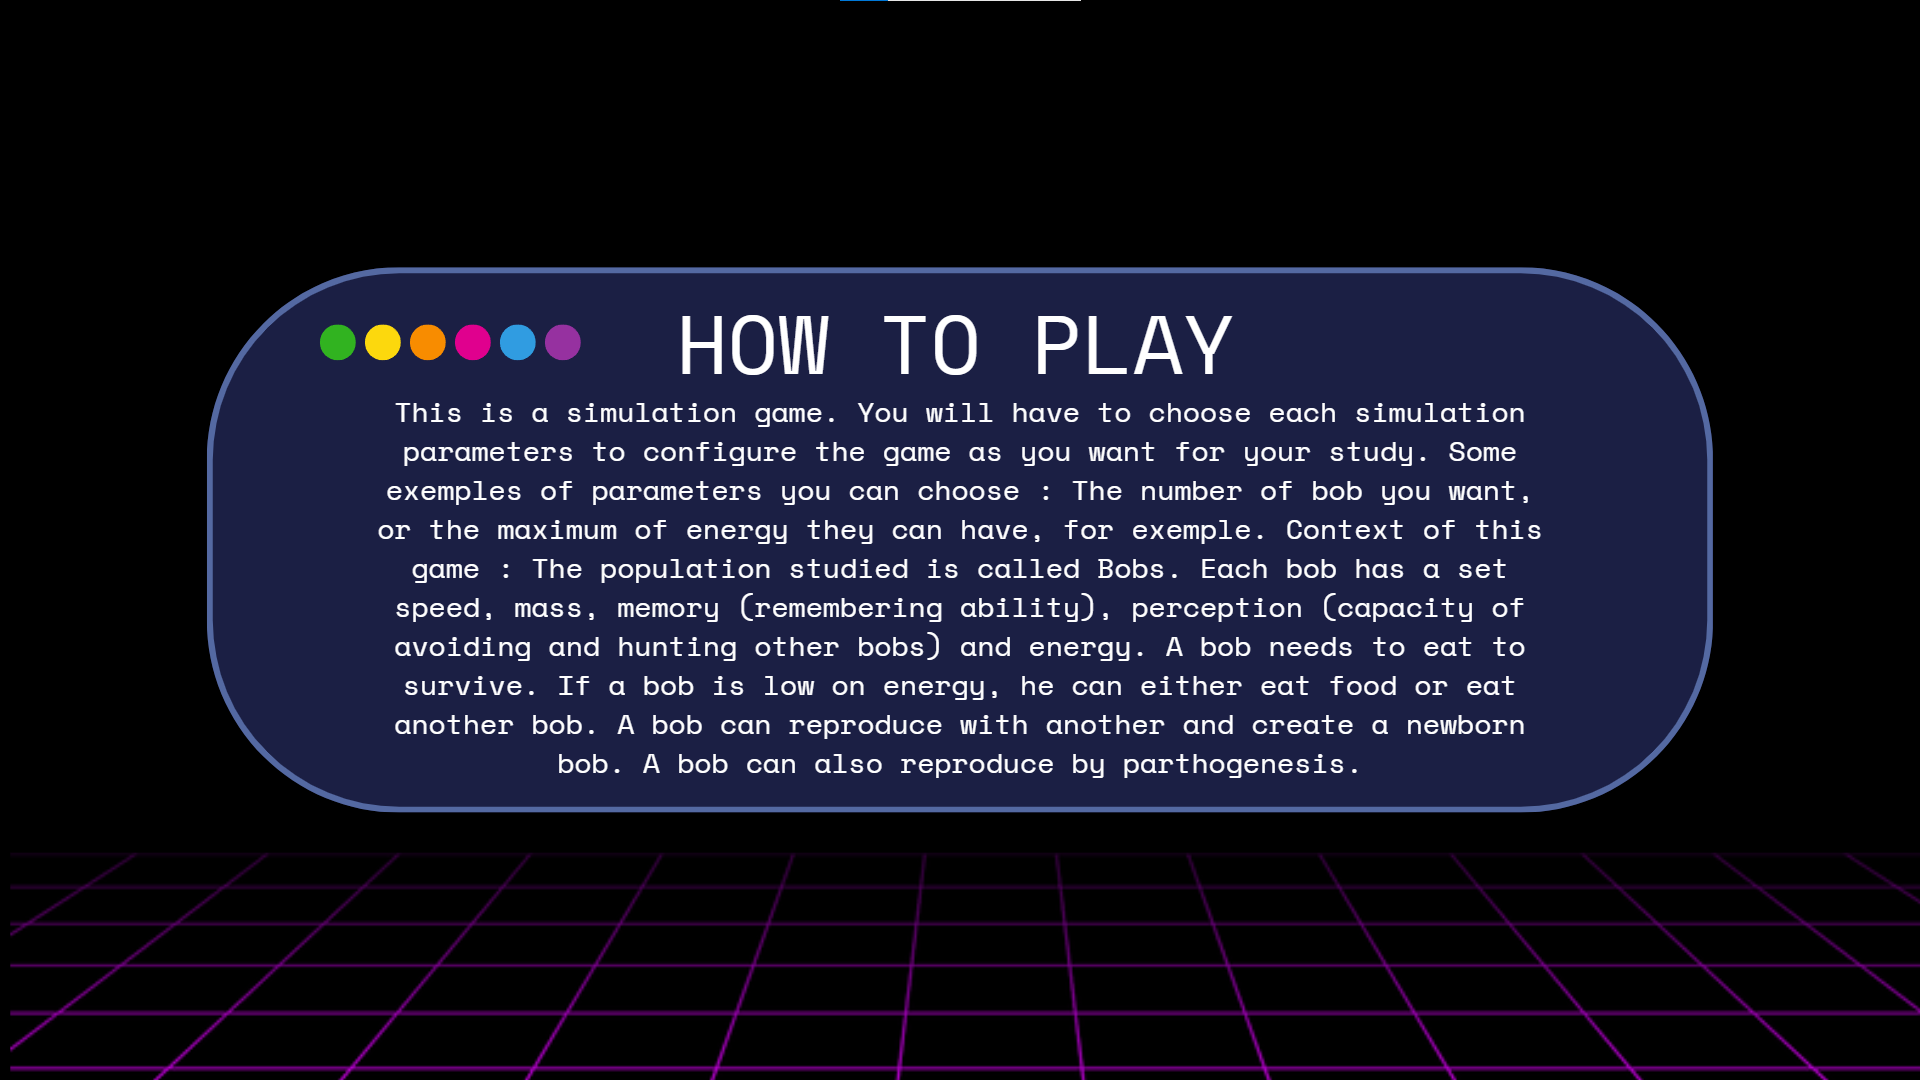 HOW TO PLAY
This is a simulation game. You will have to choose each simulation
parameters to configure the game as you want for your study. Some
exemples of parameters you can choose : The number of bob you want,
or the maximum of energy they can have, for exemple. Context of this
game : The population studied is called Bobs. Each bob has a set
speed, mass, memory (remembering ability), perception (capacity of
avoiding and hunting other bobs) and energy. A bob needs to eat to
survive. If a bob is low on energy, he can either eat food or eat
another bob. A bob can reproduce with another and create a newborn
bob. A bob can also reproduce by parthogenesis.